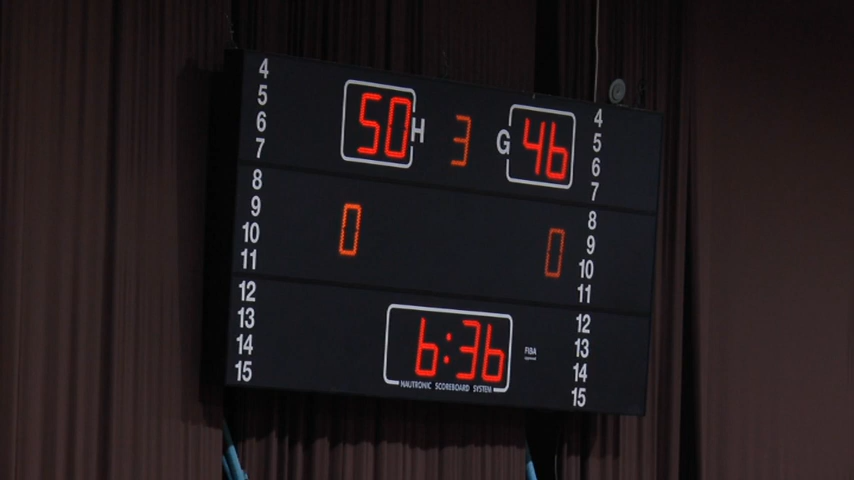 4 50 H 3 G 46 4
5 5
6 6
7 7
8 8
9 0 0 9
10 10
11 11
12 12
13 6:36 13
14 FIBA 14
15 NAUTRONIC SCOREBOARD SYSTEM 15